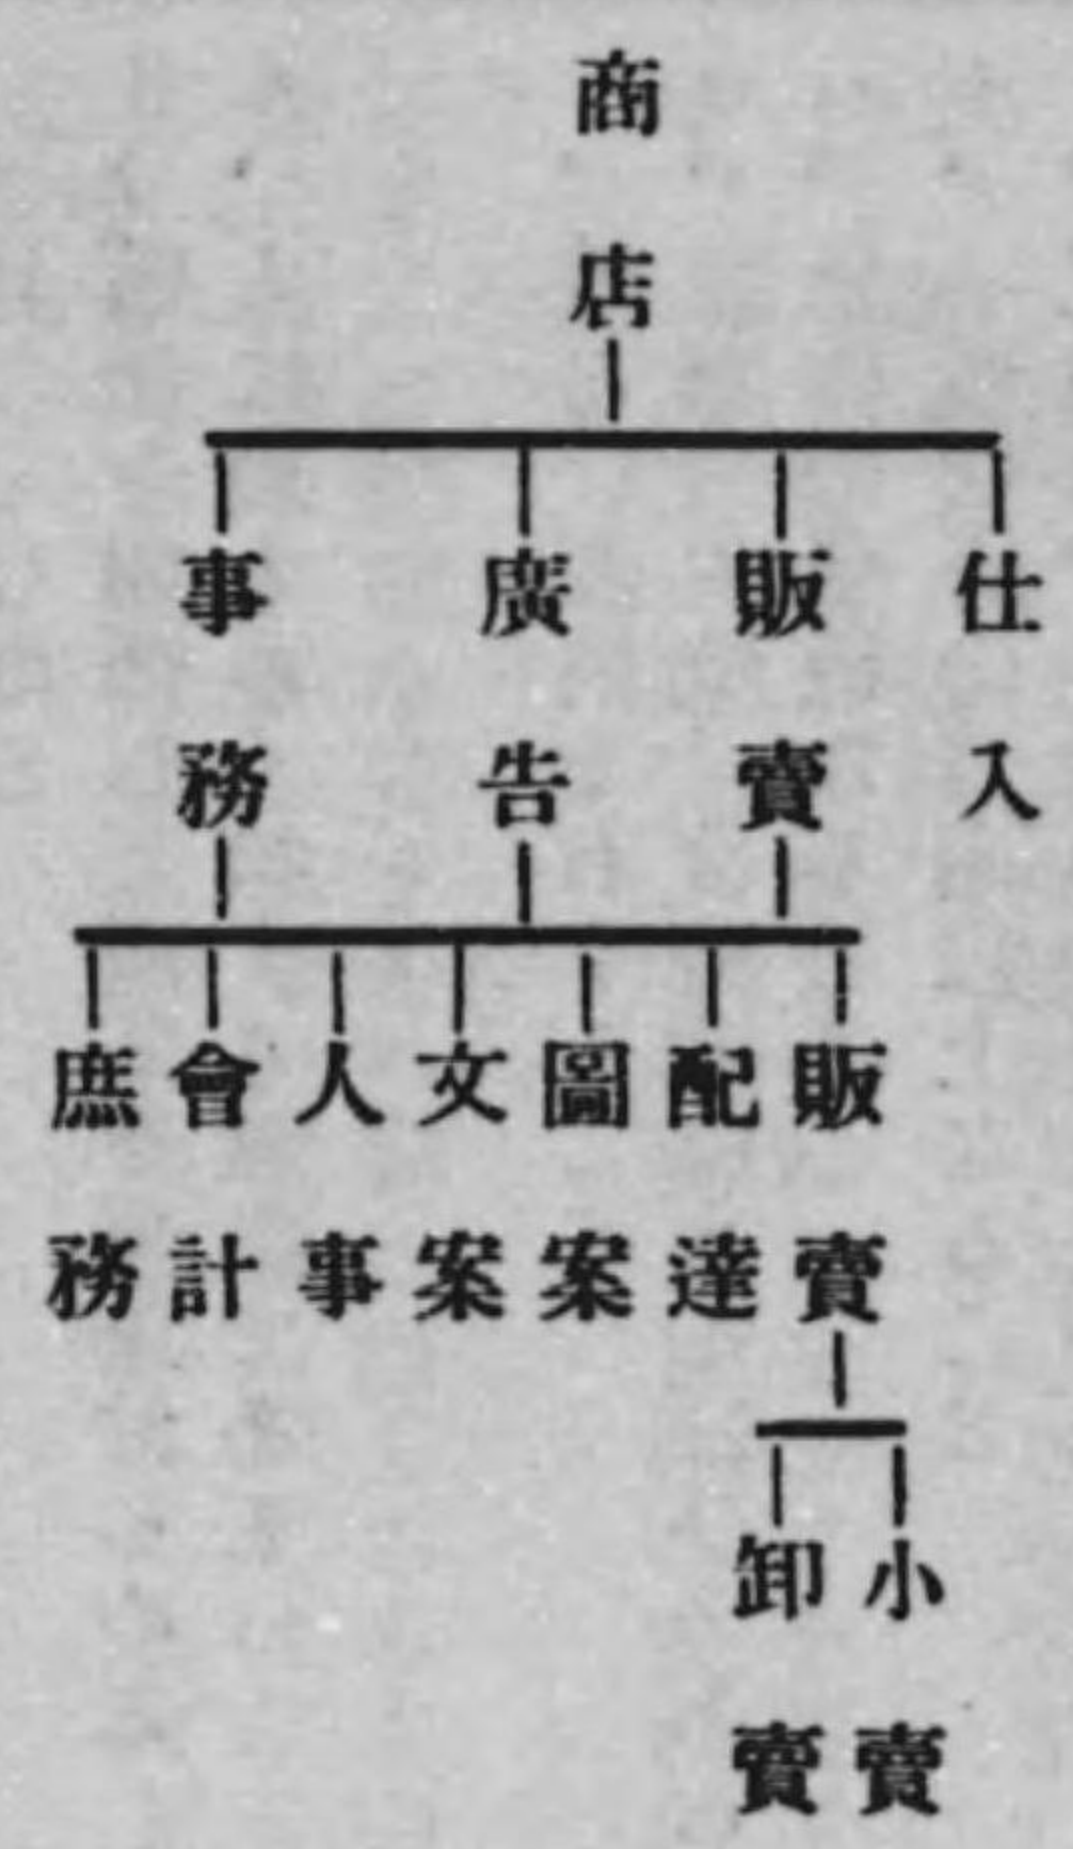 商店
仕入
販賣
廣告
事務
販賣
配達
圖案
文案
人事
會計
庶務
小賣
卸賣